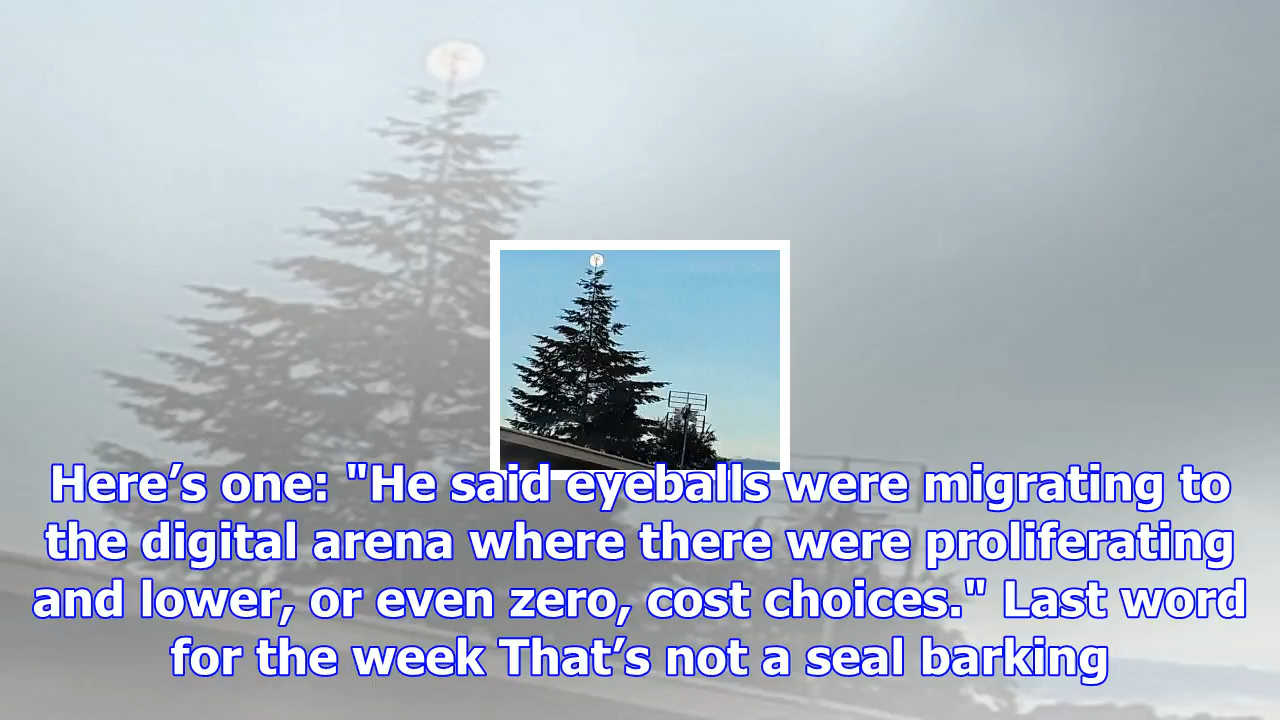 Here’s one: "He said eyeballs were migrating to
the digital arena where there were proliferating
and lower, or even zero, cost choices." Last word
for the week That’s not a seal barking